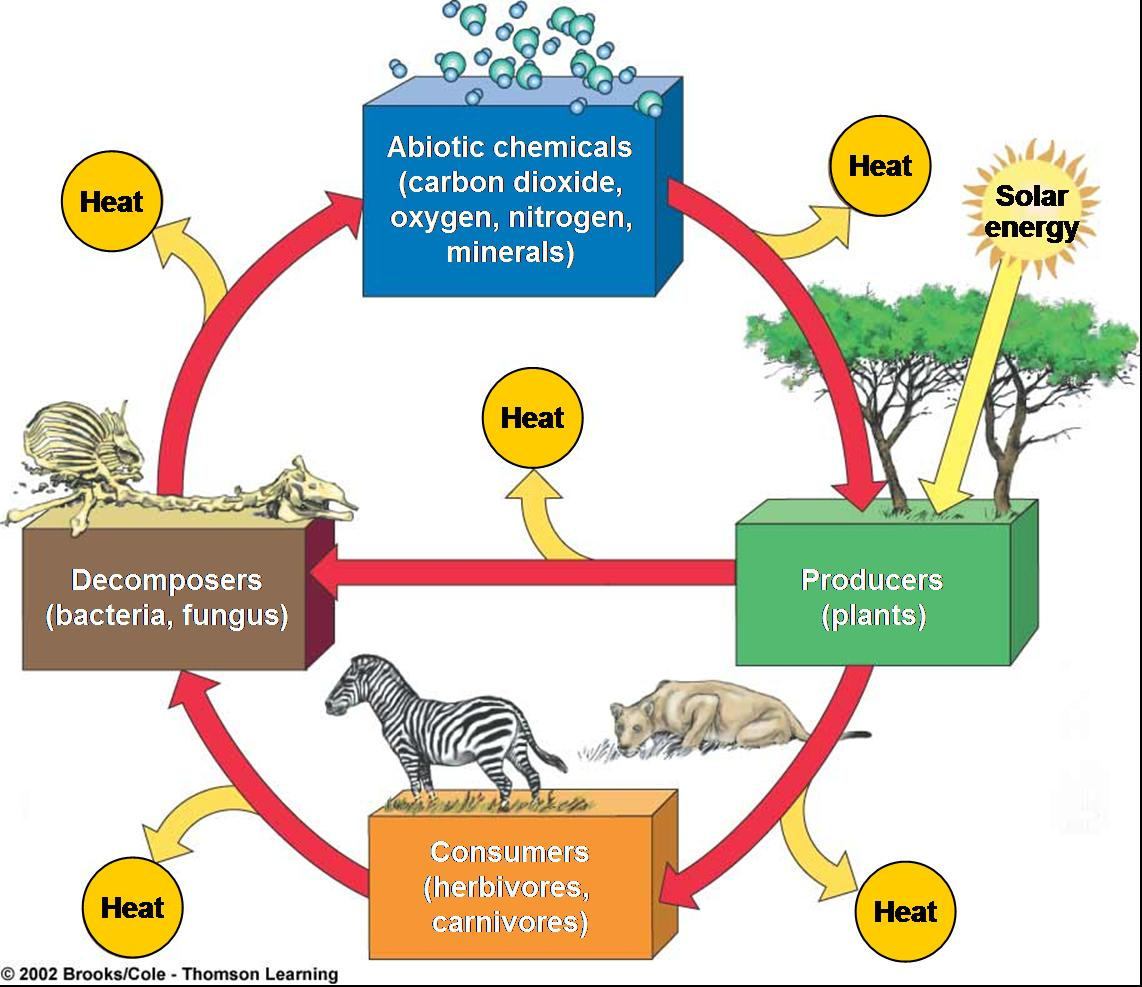 Abiotic chemicals
(carbon dioxide,
oxygen, nitrogen,
minerals)
Heat
Heat
Solar
energy
Heat
Decomposers
(bacteria, fungus)
Producers
(plants)
Consumers
(herbivores,
carnivores)
Heat
Heat
© 2002 Brooks/Cole - Thomson Learning